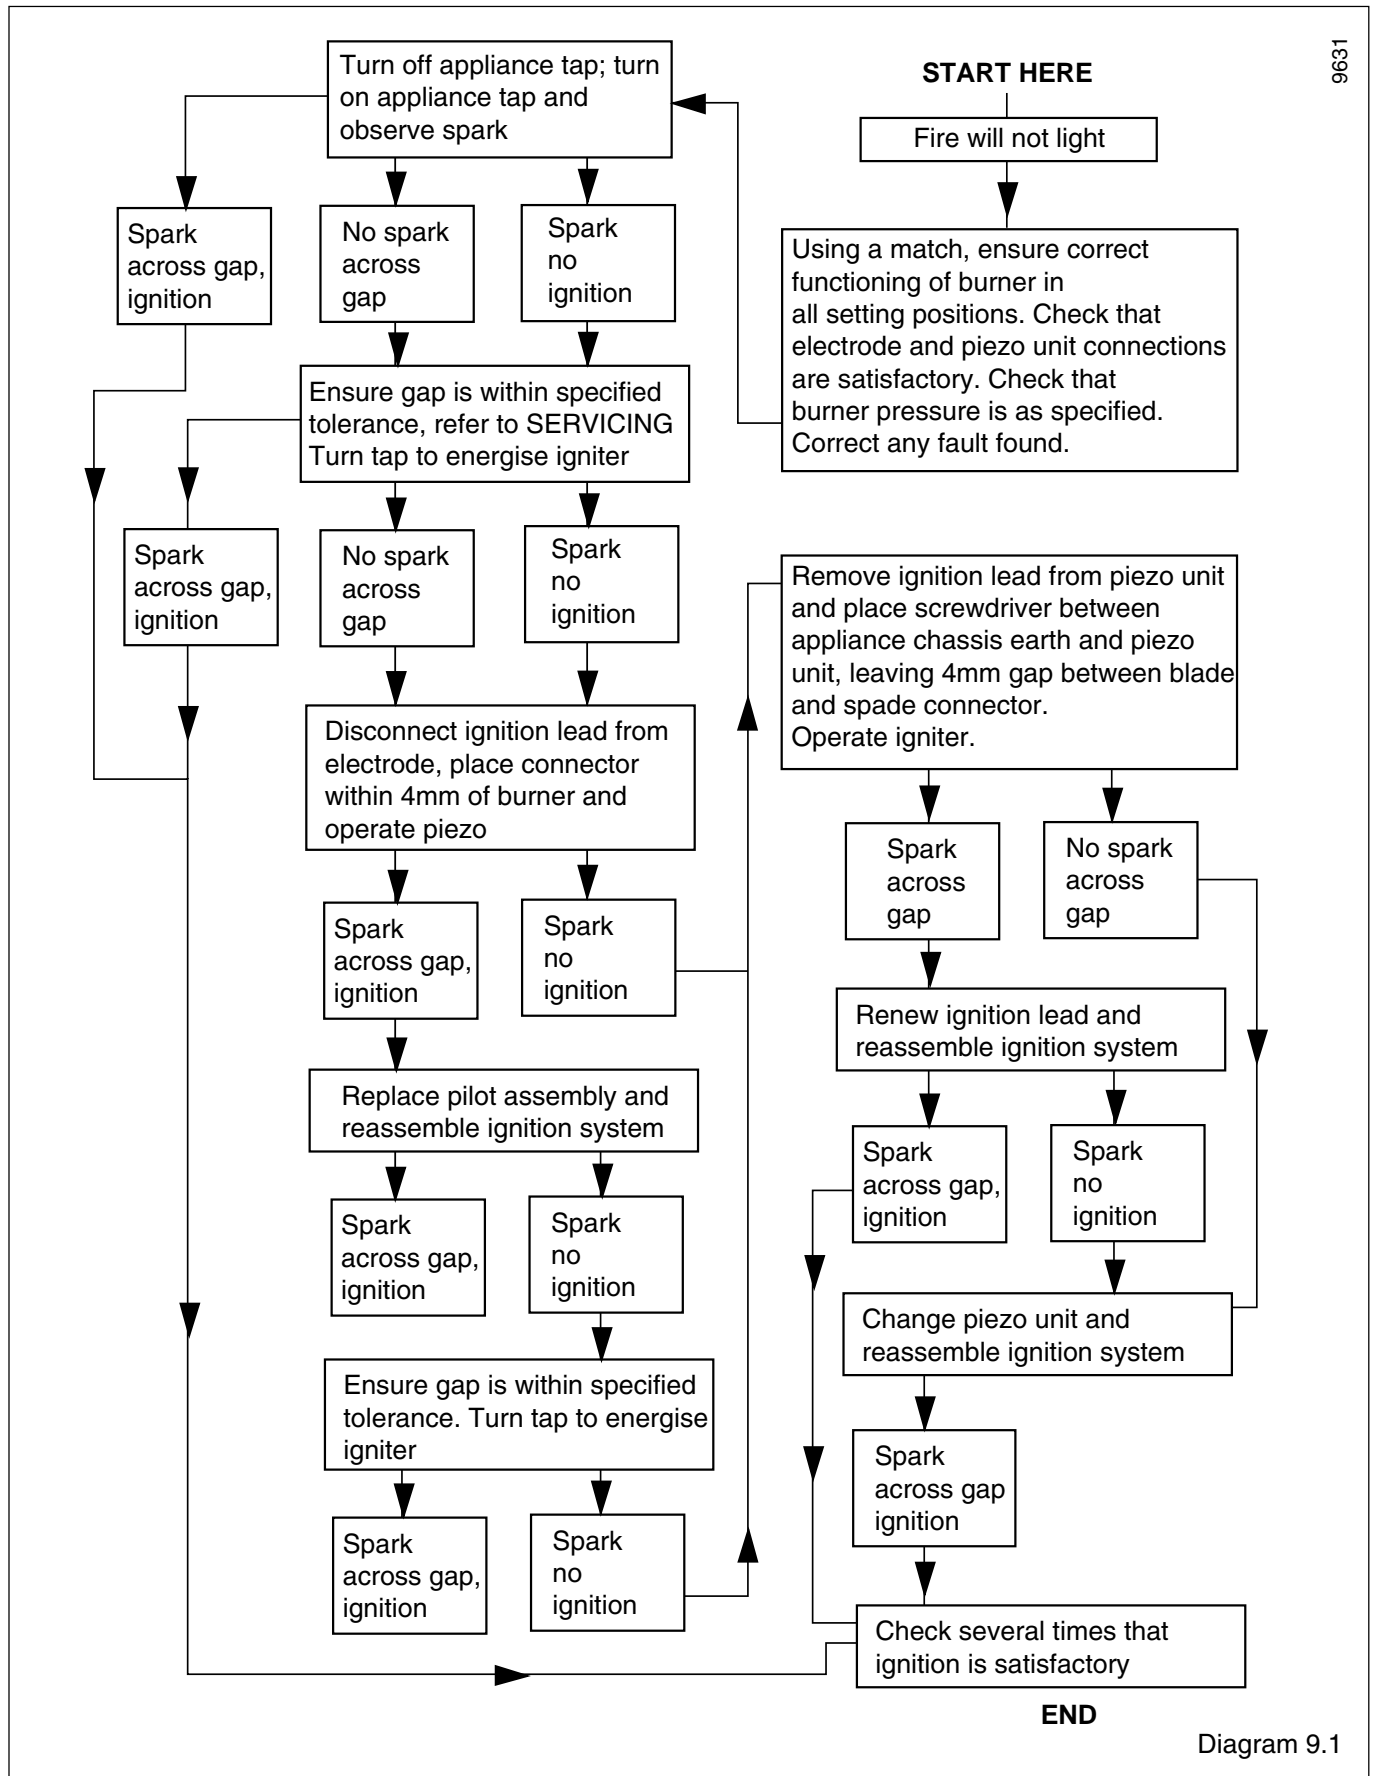 9631
START HERE
Fire will not light
Using a match, ensure correct
functioning of burner in
all setting positions. Check that
electrode and piezo unit connections
are satisfactory. Check that
burner pressure is as specified.
Correct any fault found.
Turn off appliance tap; turn
on appliance tap and
observe spark
Spark
across gap,
ignition
No spark
across
gap
Spark
no
ignition
Ensure gap is within specified
tolerance, refer to SERVICING
Turn tap to energise igniter
Spark
across gap,
ignition
No spark
across
gap
Spark
no
ignition
Disconnect ignition lead from
electrode, place connector
within 4mm of burner and
operate piezo
Spark
across gap,
ignition
Spark
no
ignition
Replace pilot assembly and
reassemble ignition system
Spark
across gap,
ignition
Spark
no
ignition
Ensure gap is within specified
tolerance. Turn tap to energise
igniter
Spark
across gap,
ignition
Spark
no
ignition
Remove ignition lead from piezo unit
and place screwdriver between
appliance chassis earth and piezo
unit, leaving 4mm gap between blade
and spade connector.
Operate igniter.
Spark
across
gap
No spark
across
gap
Renew ignition lead and
reassemble ignition system
Spark
across gap,
ignition
Spark
no
ignition
Change piezo unit and
reassemble ignition system
Spark
across gap
ignition
Check several times that
ignition is satisfactory
END
Diagram 9.1